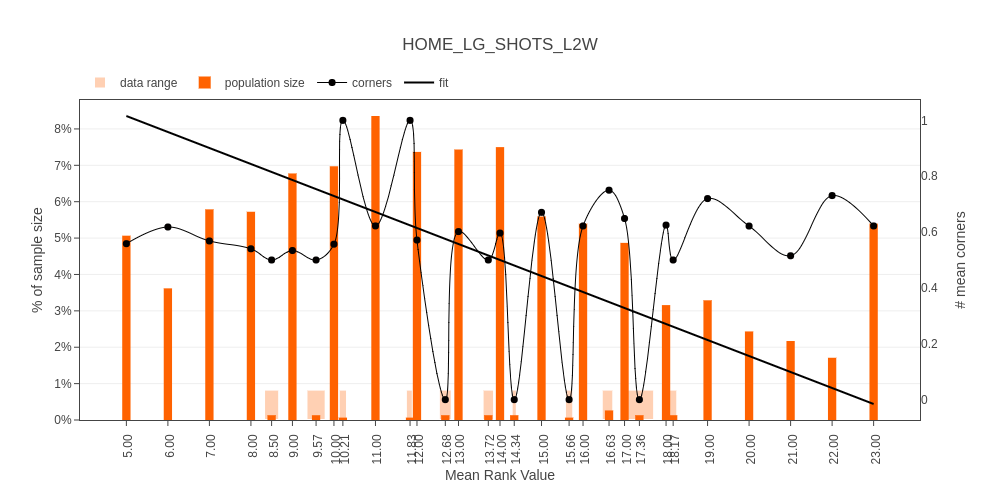 HOME_LG_SHOTS_L2W
data range population size corners fit
8%
7%
6%
5%
4%
3%
2%
1%
0%
% of sample size
1
0.8
0.6
0.4
0.2
0
# mean corners
5.00 6.00 7.00 8.00 8.50 9.00 9.57 10.00 10.21 11.00 11.83 12.00 12.68 13.00 13.72 14.00 14.34 15.00 15.66 16.00 16.63 17.00 17.36 18.00 18.17 19.00 20.00 21.00 22.00 23.00
Mean Rank Value